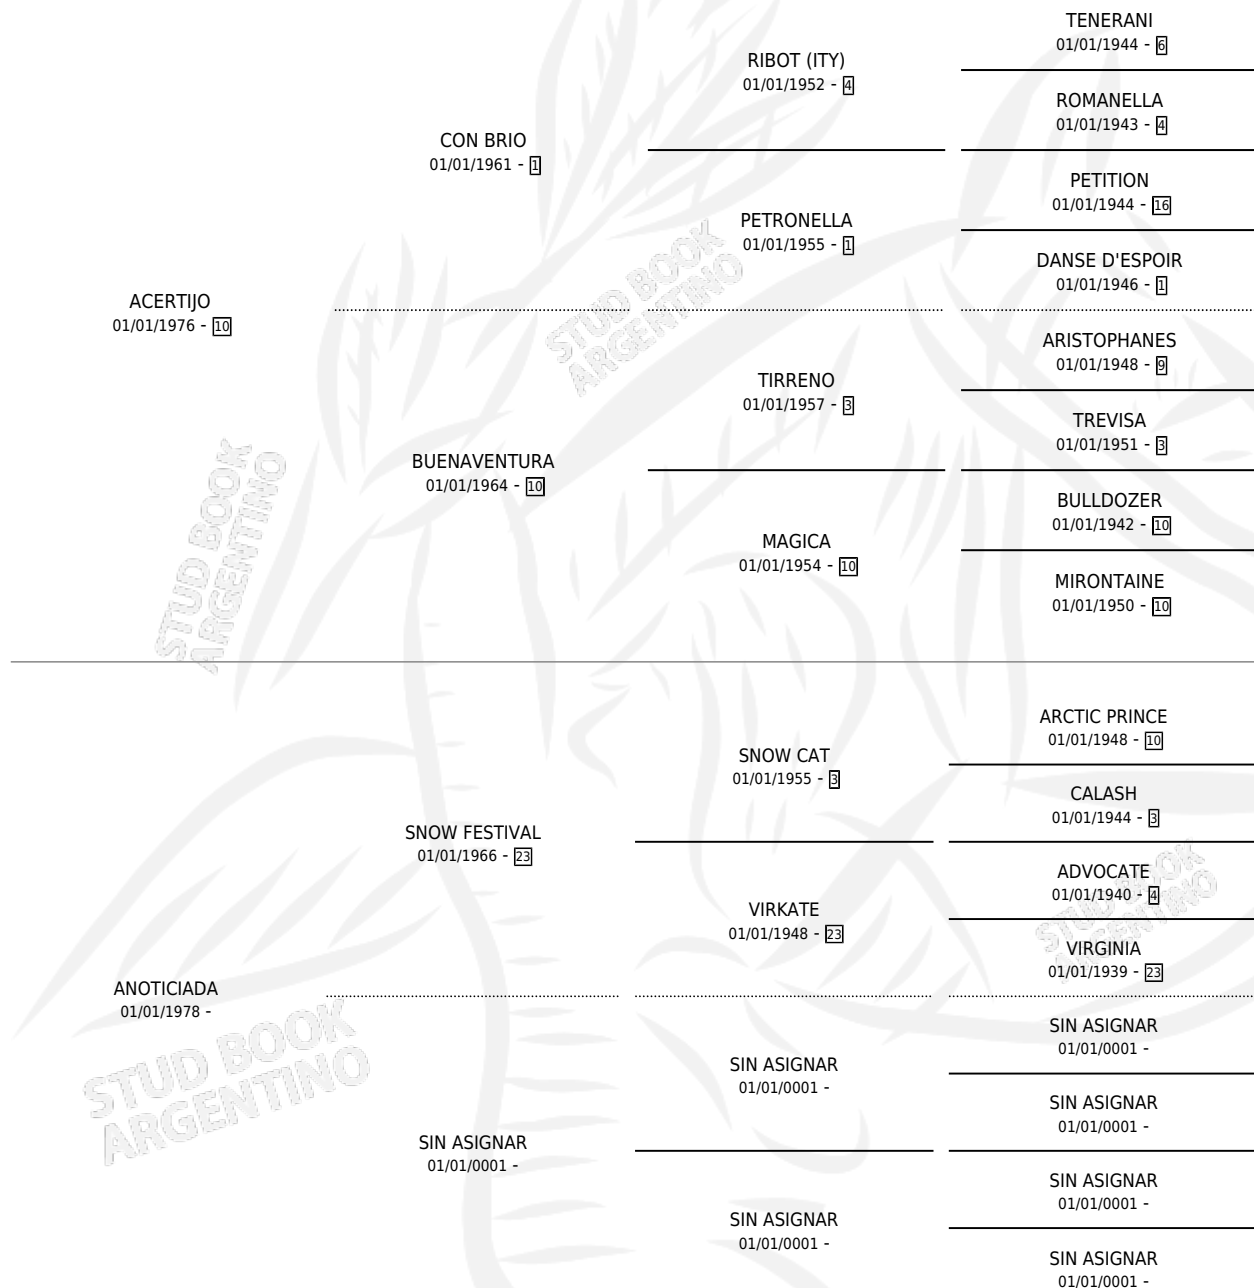 TENERANI
01/01/1944 - 6
RIBOT (ITY)
01/01/1952 - 4
ROMANELLA
01/01/1943 - 4
CON BRIO
01/01/1961 - 1
PETITION
01/01/1944 - 16
PETRONELLA
01/01/1955 - 1
DANSE D'ESPOIR
01/01/1946 - 1
ACERTIJO
01/01/1976 - 10
ARISTOPHANES
01/01/1948 - 9
TIRRENO
01/01/1957 - 3
TREVISA
01/01/1951 - 3
BUENAVENTURA
01/01/1964 - 10
BULLDOZER
01/01/1942 - 10
MAGICA
01/01/1954 - 10
MIRONTAINE
01/01/1950 - 10
STUD BOOK
ARGENTINO
STUD BOOK
ARGENTINO
ARCTIC PRINCE
01/01/1948 - 10
SNOW CAT
01/01/1955 - 3
CALASH
01/01/1944 - 3
SNOW FESTIVAL
01/01/1966 - 23
ADVOCATE
01/01/1940 - 4
VIRKATE
01/01/1948 - 23
VIRGINIA
01/01/1939 - 23
ANOTICIADA
01/01/1978 -
SIN ASIGNAR
01/01/0001 -
SIN ASIGNAR
01/01/0001 -
SIN ASIGNAR
01/01/0001 -
SIN ASIGNAR
01/01/0001 -
SIN ASIGNAR
01/01/0001 -
SIN ASIGNAR
01/01/0001 -
SIN ASIGNAR
01/01/0001 -
STUD BOOK
ARGENTINO
STUD BOOK
ARGENTINO